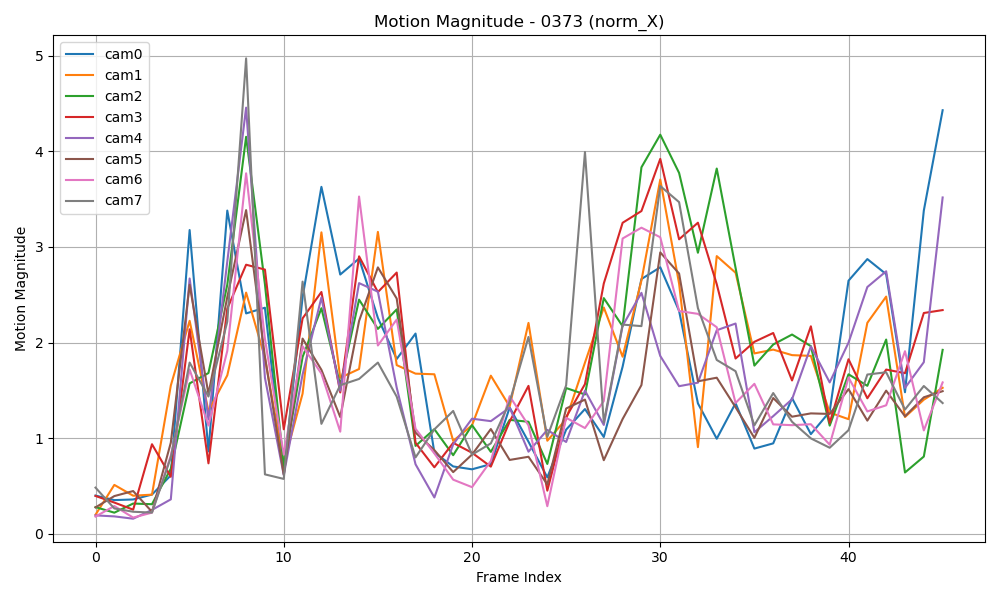 Motion Magnitude - 0373 (norm_X)
cam0
cam1
cam2
cam3
cam4
cam5
cam6
cam7
Motion Magnitude
5
4
3
2
1
0
0 10 20 30 40
Frame Index